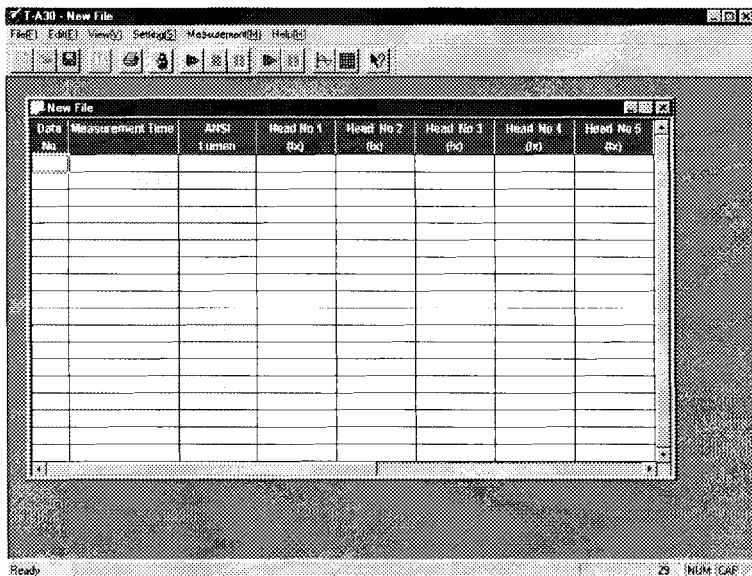 T-A30 - New File
File(F) Edit(E) View(V) Setting(S) Measurement(M) Help(H)
New File
Data No. Measurement Time ANSI Lumen Head No 1 (lx) Head No 2 (lx) Head No 3 (lx) Head No 4 (lx) Head No 5 (lx)
Ready 29 NUM CAP